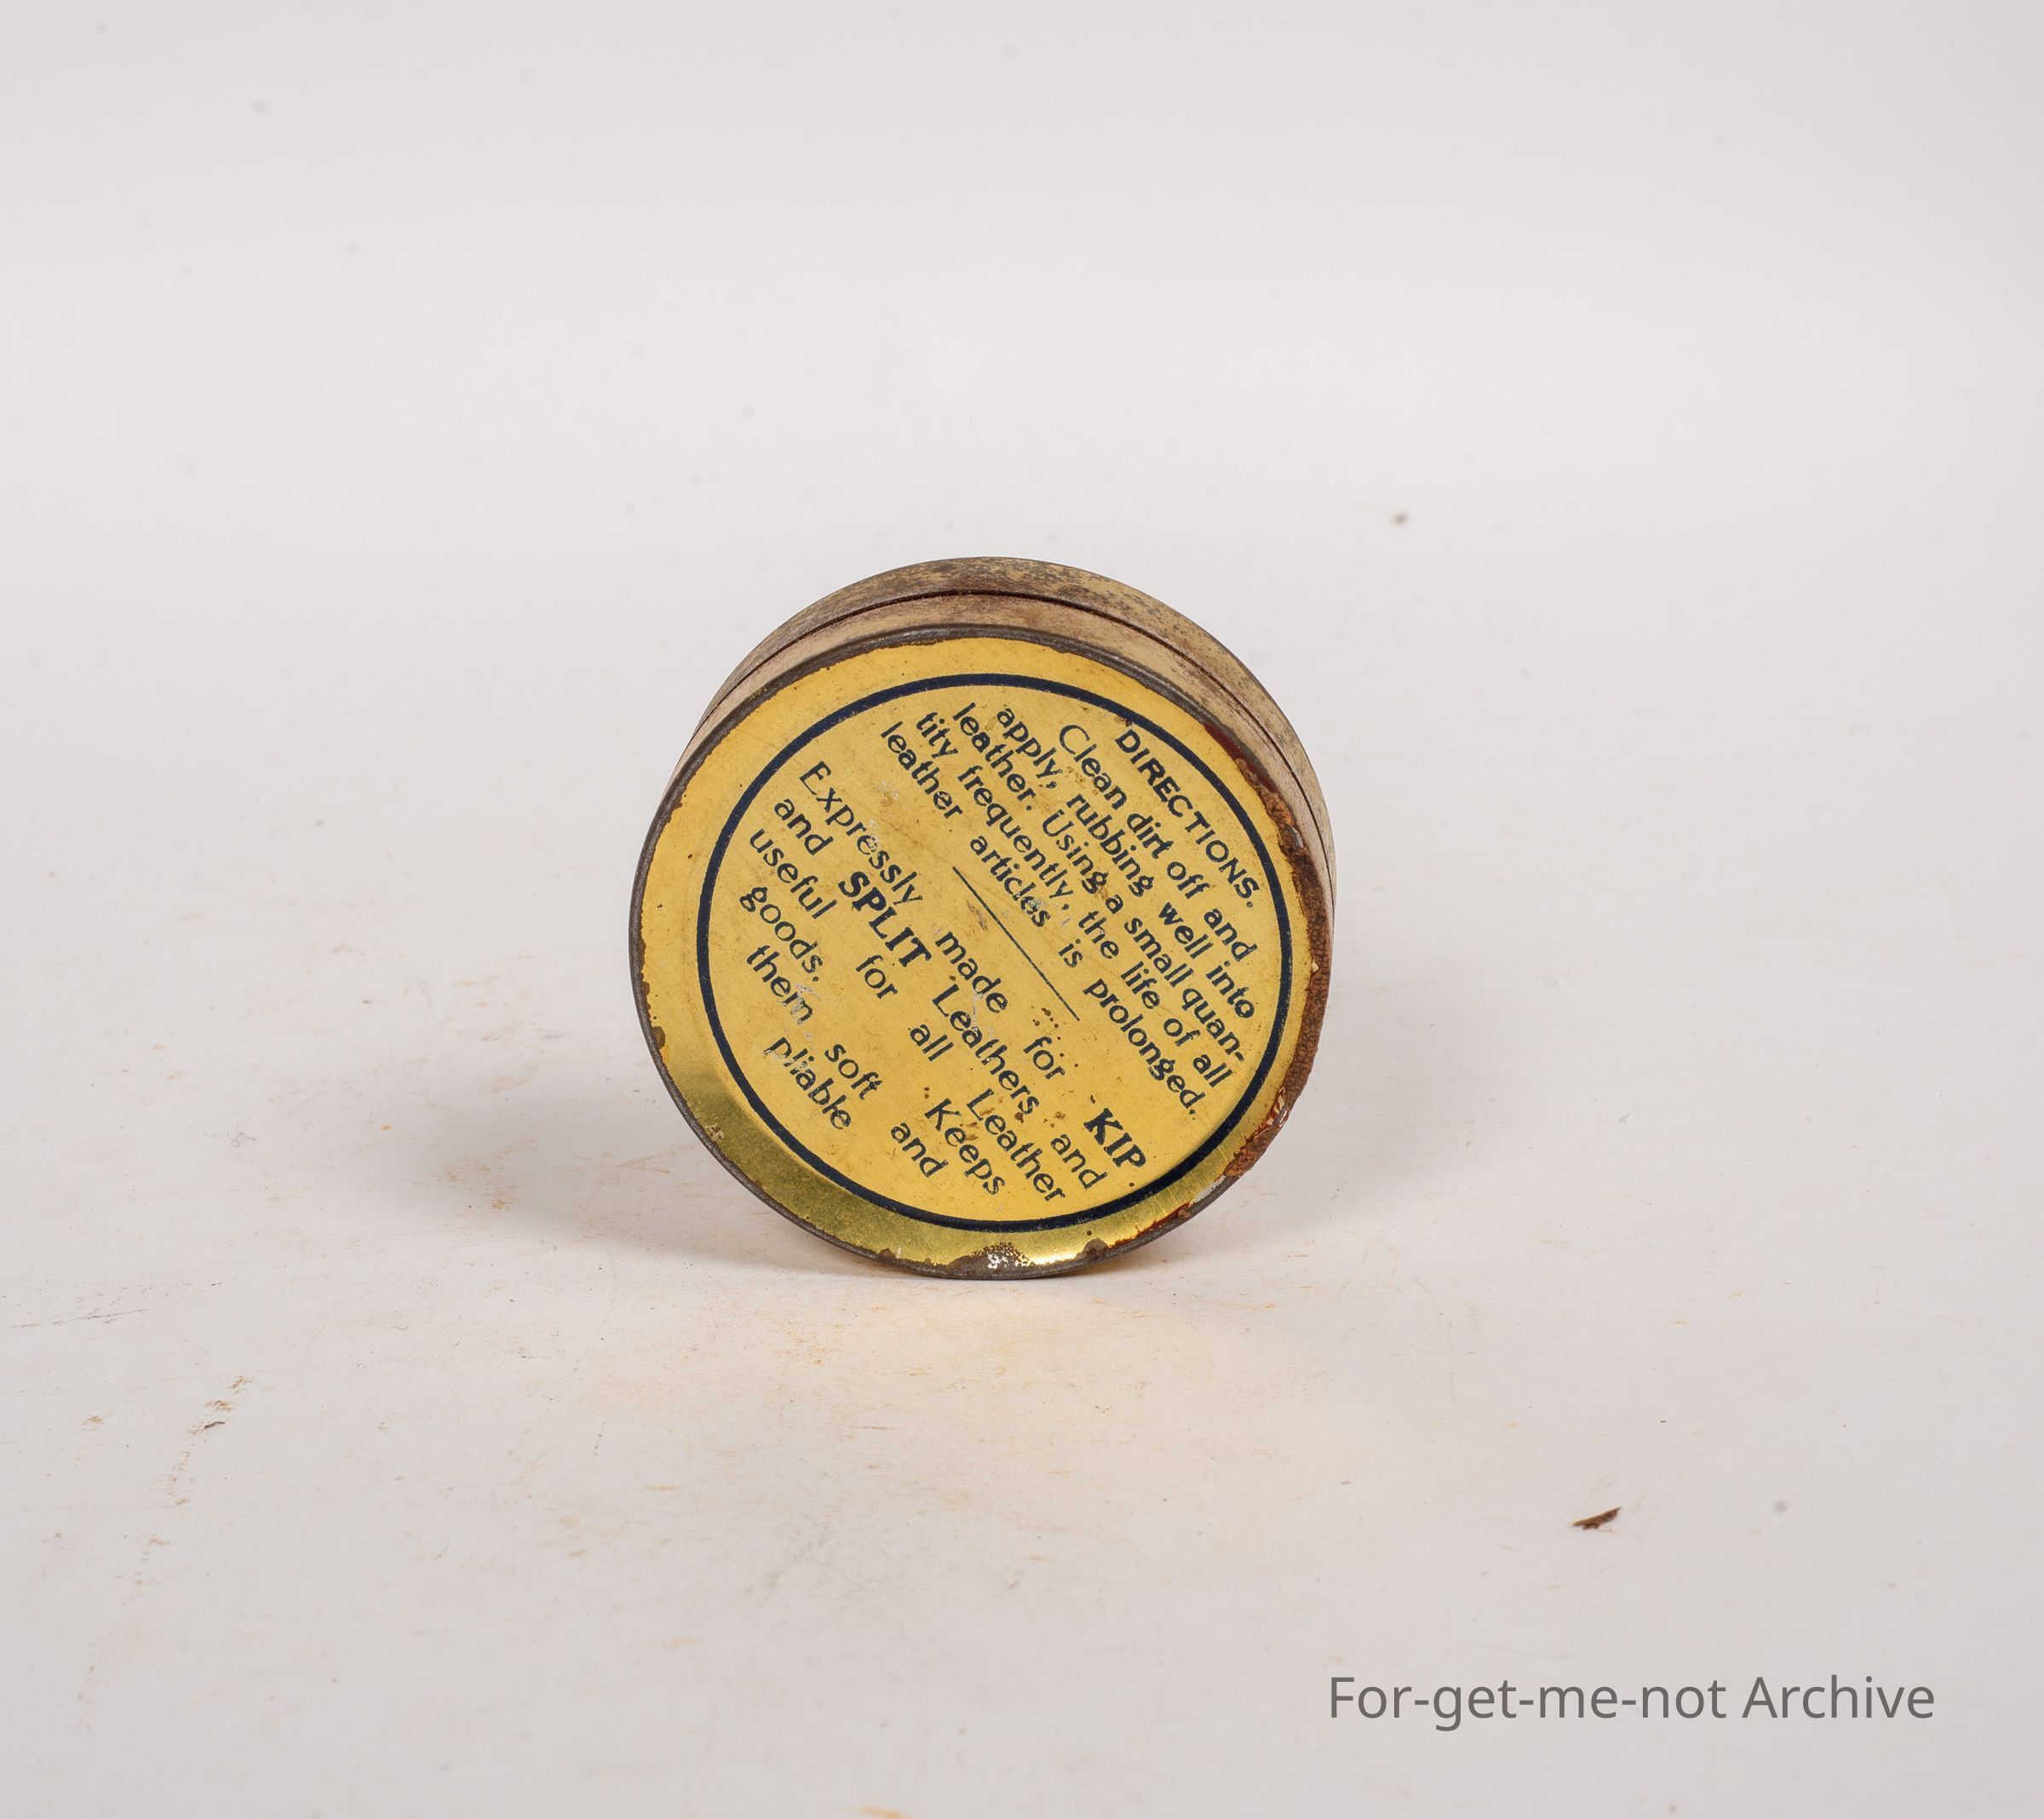 DIRECTIONS.
Clean dirt off and
apply, rubbing well into
leather. Using a small quan-
tity frequently, the life of all
leather articles is prolonged.
Expressly made for KIP
and SPLIT Leathers and
useful for all Leather
goods. Keeps
them soft and
pliable
For-get-me-not Archive